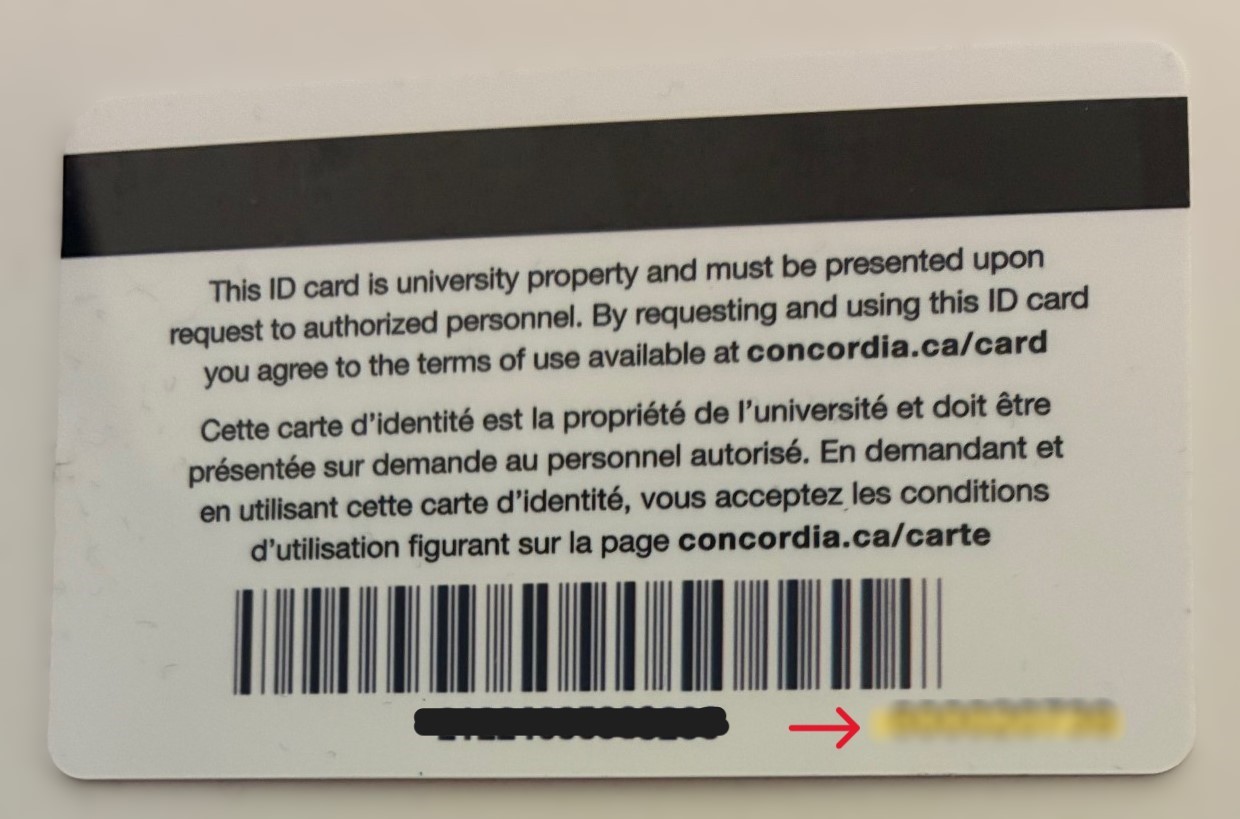 This ID card is university property and must be presented upon
request to authorized personnel. By requesting and using this ID card
you agree to the terms of use available at concordia.ca/card
Cette carte d'identité est la propriété de l'université et doit être
présentée sur demande au personnel autorisé. En demandant et
en utilisant cette carte d'identité, vous acceptez les conditions
d'utilisation figurant sur la page concordia.ca/carte